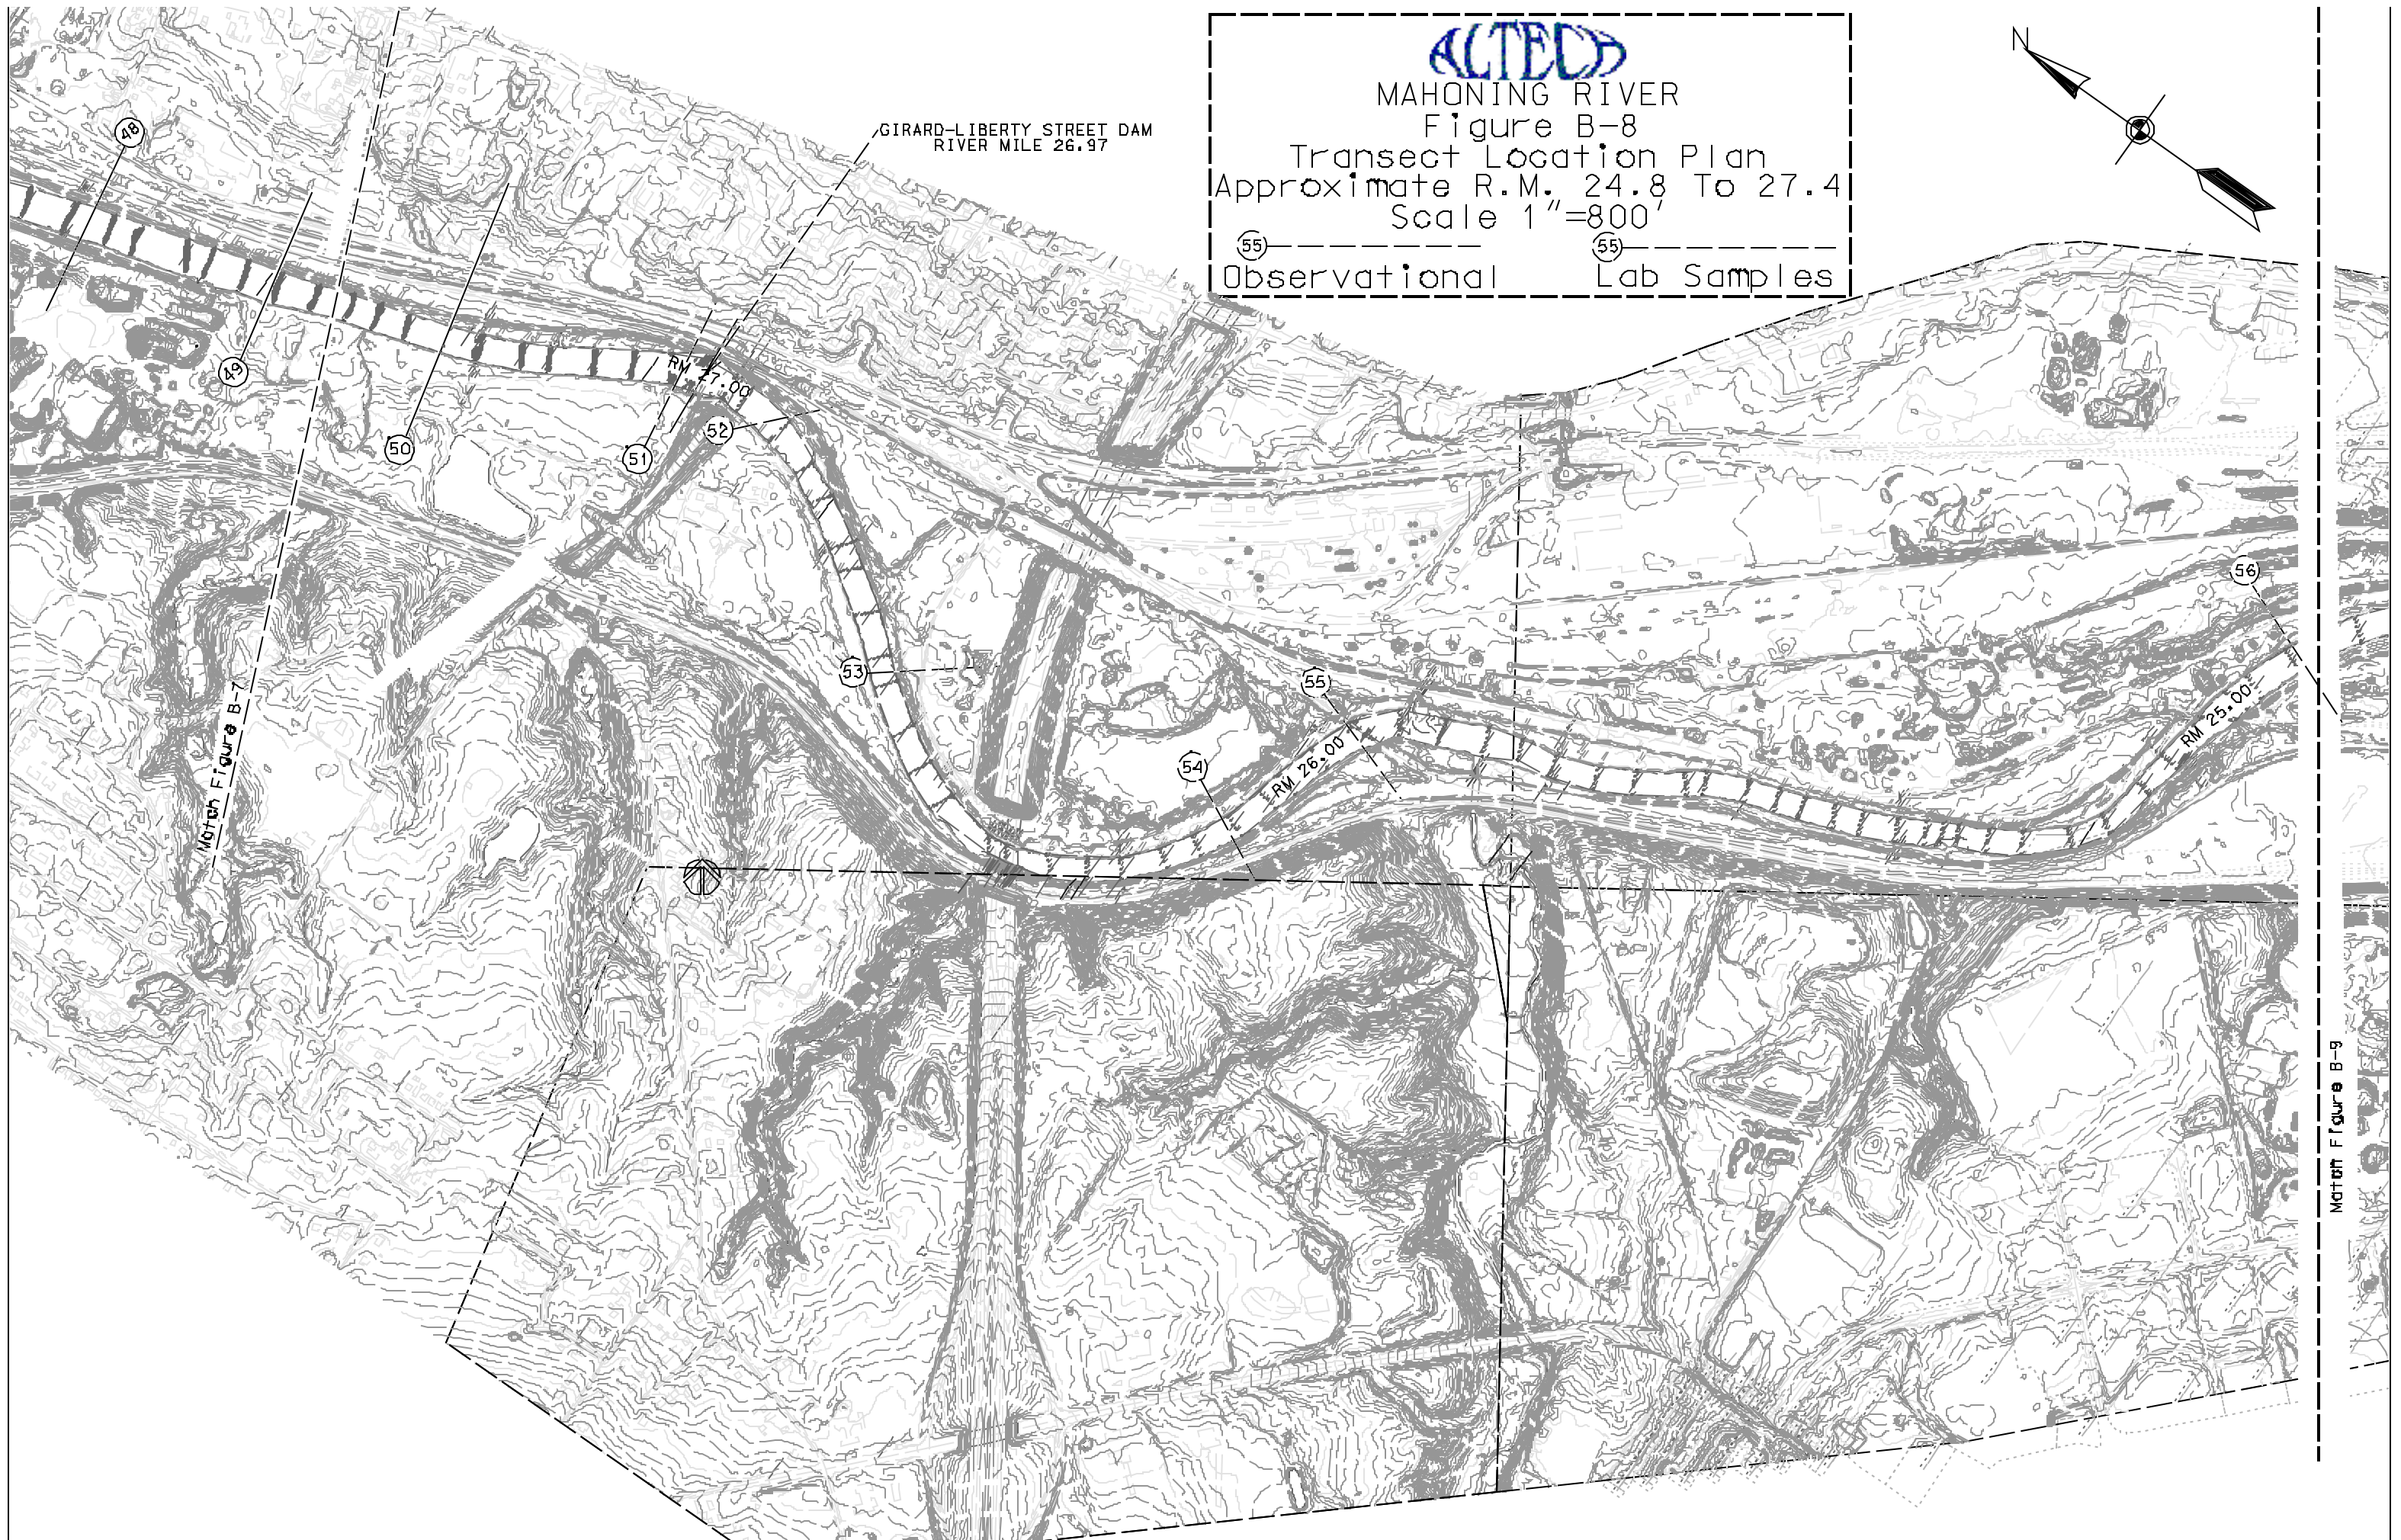 ALTECH
MAHONING RIVER
Figure B-8
Transect Location Plan
Approximate R.M. 24.8 To 27.4
Scale 1"=800'
55
55
Observational
Lab Samples
N
GIRARD-LIBERTY STREET DAM
RIVER MILE 26.97
48
49
50
51
RM 27.00
52
53
54
55
RM 26.00
56
RM 25.00
Match Figure B-7
Match Figure B-9